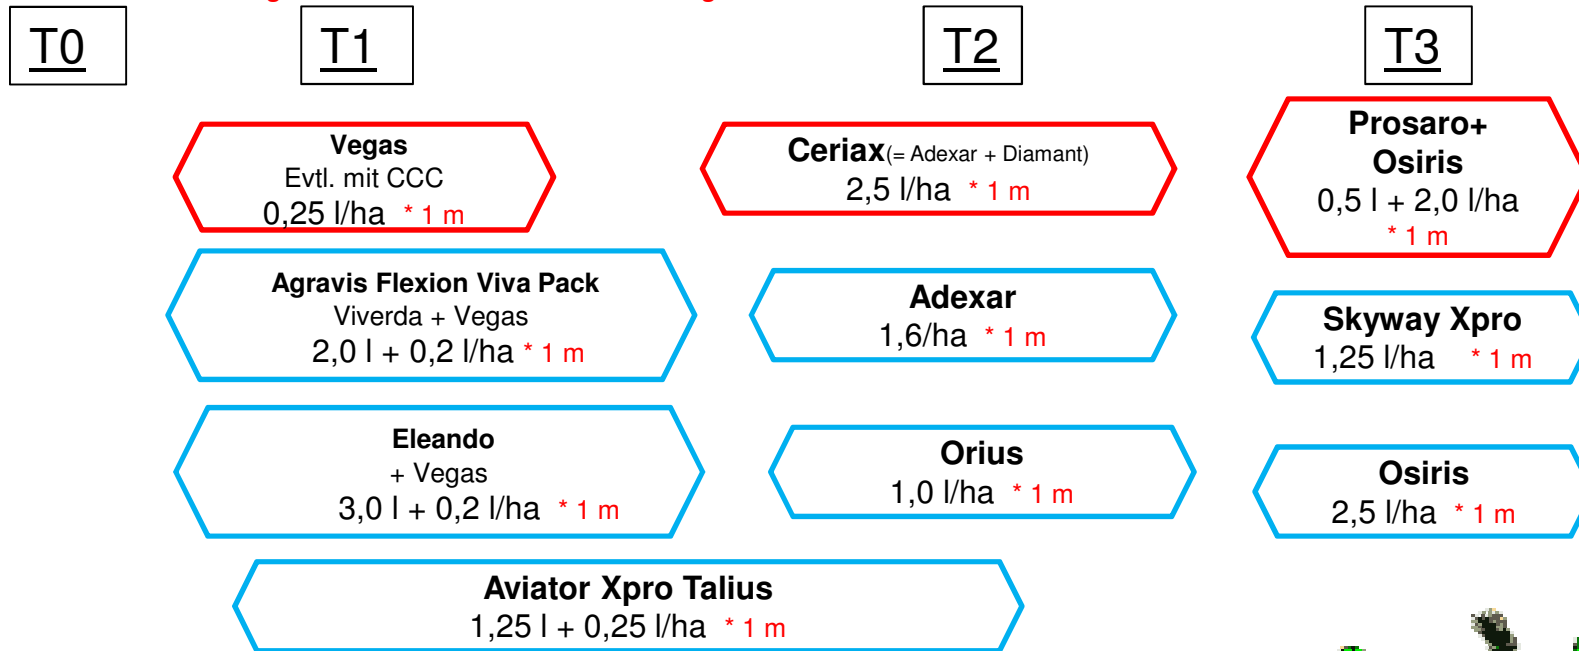 T0
T1
T2
T3
Vegas
Evtl. mit CCC
0,25 l/ha * 1 m
Agravis Flexion Viva Pack
Viverda + Vegas
2,0 l + 0,2 l/ha * 1 m
Eleando
+ Vegas
3,0 l + 0,2 l/ha * 1 m
Aviator Xpro Talius
1,25 l + 0,25 l/ha * 1 m
Ceriax(= Adexar + Diamant)
2,5 l/ha * 1 m
Adexar
1,6/ha * 1 m
Orius
1,0 l/ha * 1 m
Prosaro+
Osiris
0,5 l + 2,0 l/ha
* 1 m
Skyway Xpro
1,25 l/ha * 1 m
Osiris
2,5 l/ha * 1 m